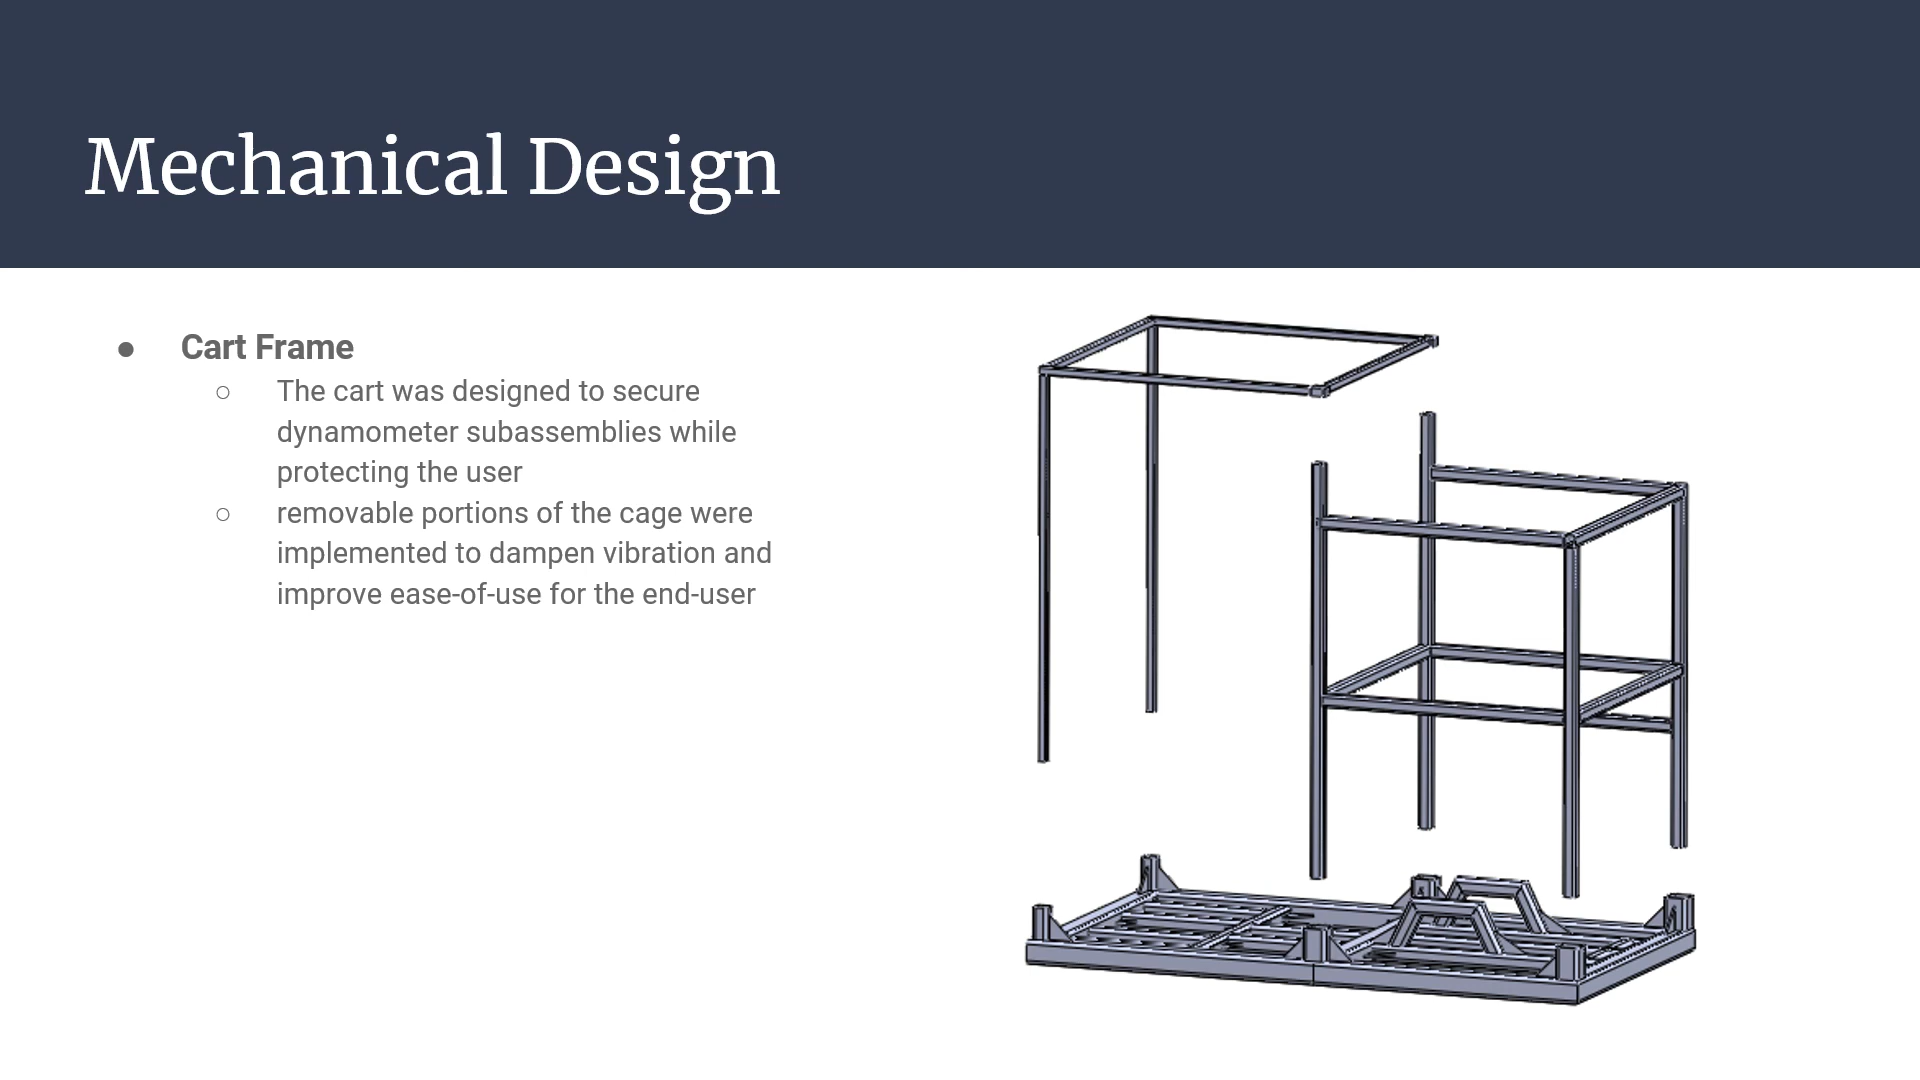 Mechanical Design
● Cart Frame
○ The cart was designed to secure
dynamometer subassemblies while
protecting the user
○ removable portions of the cage were
implemented to dampen vibration and
improve ease-of-use for the end-user